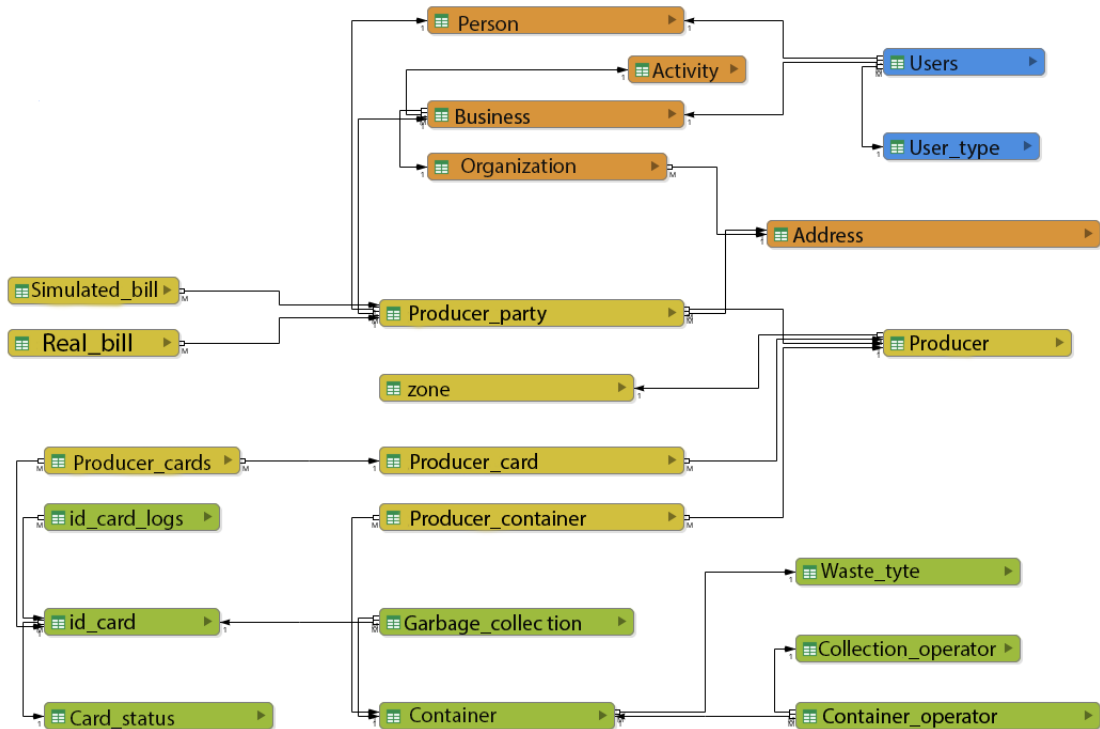 Person
Activity
Users
Business
User_type
Organization
Address
Simulated_bill
Producer_party
Real_bill
Producer
zone
Producer_cards
Producer_card
id_card_logs
Producer_container
Waste_tyte
id_card
Garbage_collec tion
Collection_operator
Card_status
Container
Container_operator